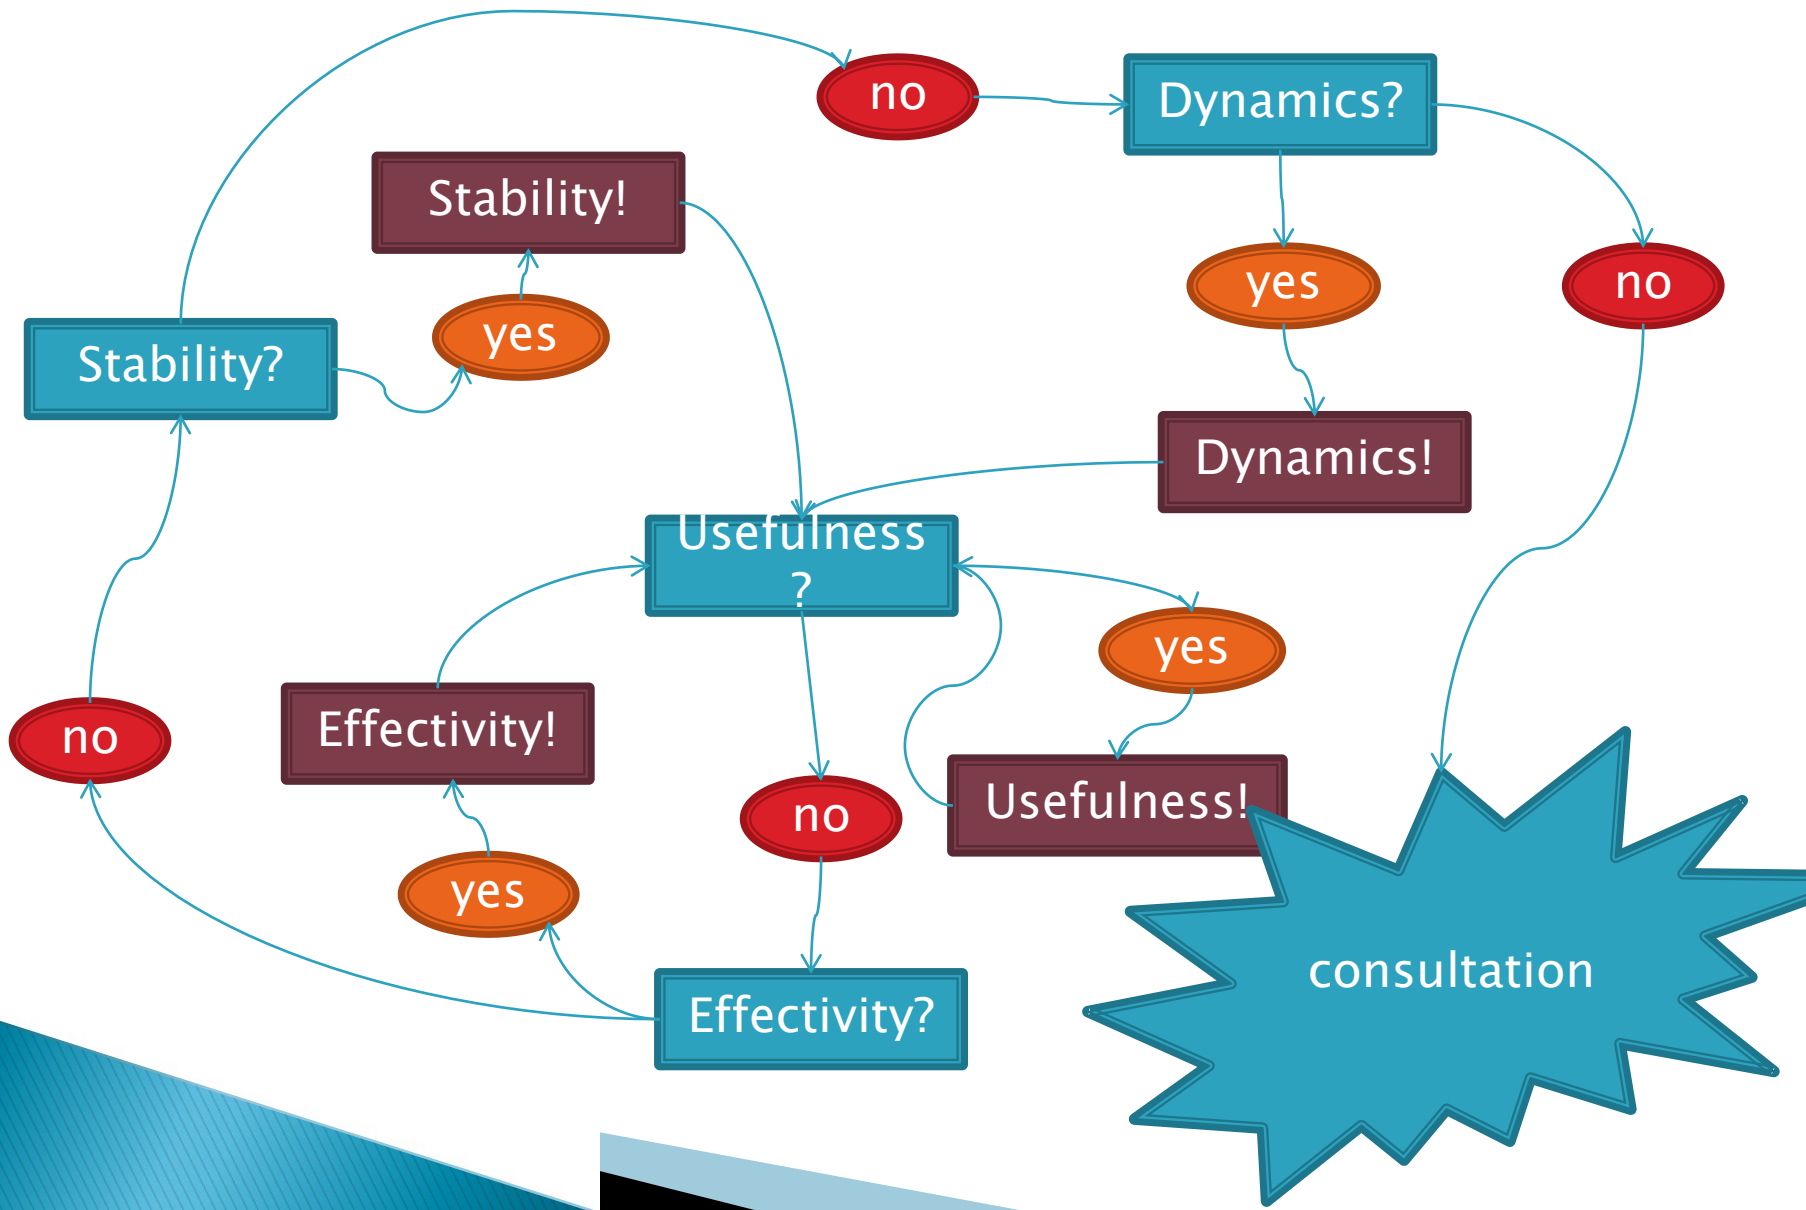 no
Dynamics?
Stability!
yes
no
yes
Stability?
Dynamics!
Usefulness
?
yes
Effectivity!
no
no
Usefulness!
yes
consultation
Effectivity?